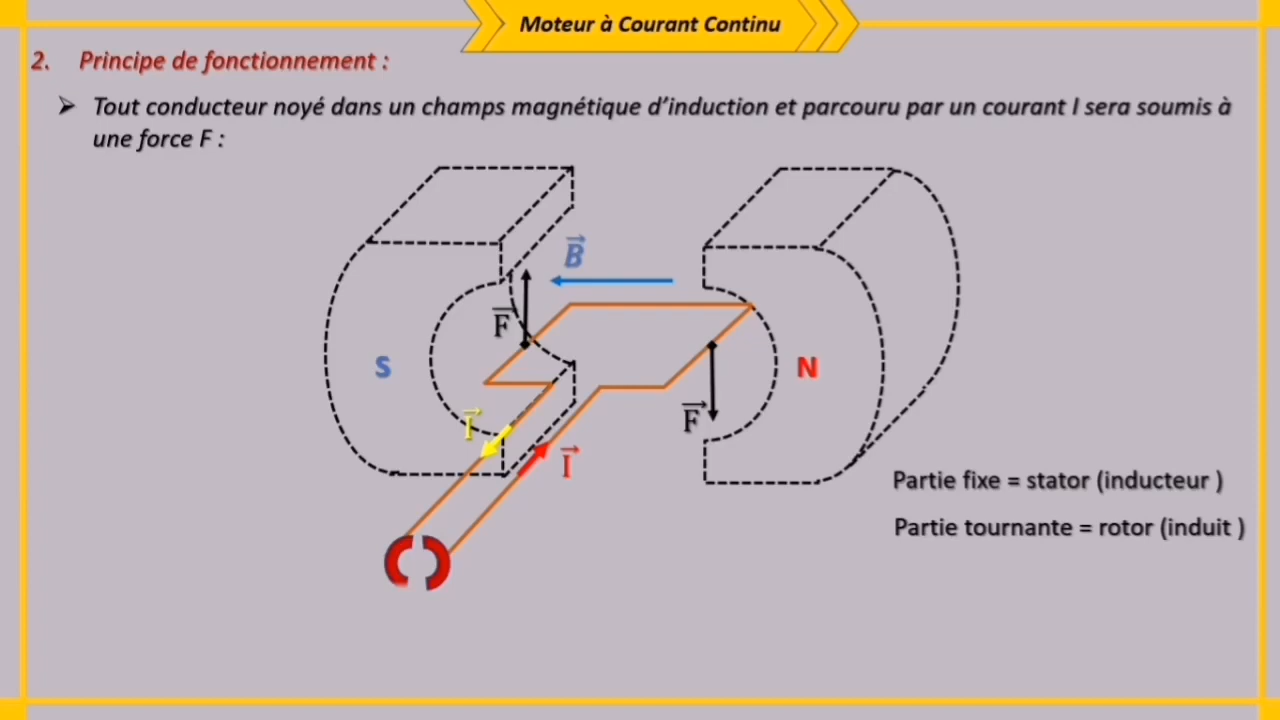 Moteur à Courant Continu
2. Principe de fonctionnement :
➤ Tout conducteur noyé dans un champs magnétique d’induction et parcouru par un courant I sera soumis à
une force F :
B⃗
F⃗
S
N
I⃗
F⃗
I⃗
Partie fixe = stator (inducteur )
Partie tournante = rotor (induit )